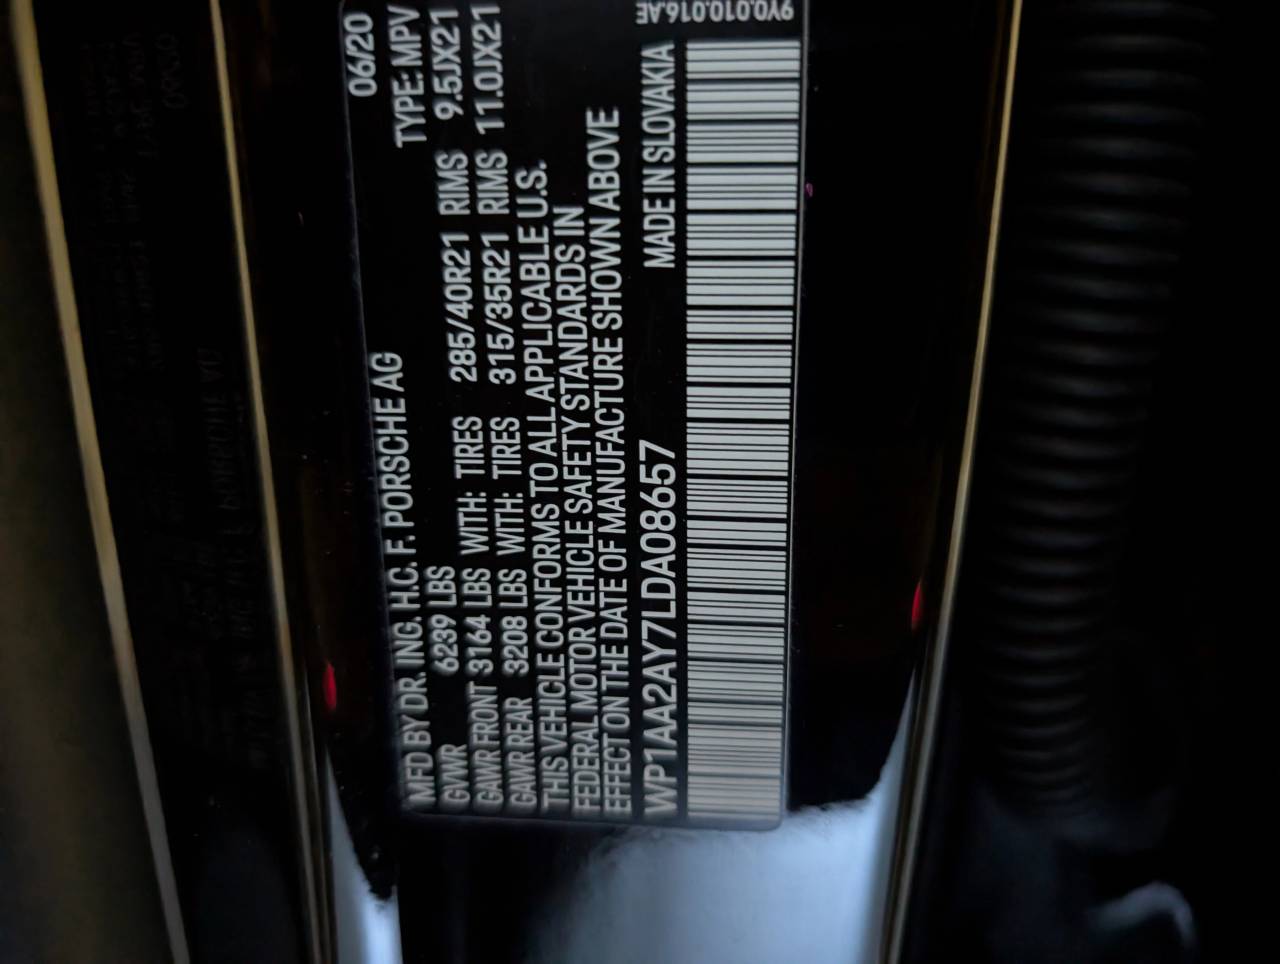 06/20
MFD BY DR. ING. H.C. F. PORSCHE AG TYPE: MPV
GVWR 6239 LBS
GAWR FRONT 3164 LBS WITH: TIRES 285/40R21 RIMS 9.5JX21
GAWR REAR 3208 LBS WITH: TIRES 315/35R21 RIMS 11.0JX21
THIS VEHICLE CONFORMS TO ALL APPLICABLE U.S.
FEDERAL MOTOR VEHICLE SAFETY STANDARDS IN
EFFECT ON THE DATE OF MANUFACTURE SHOWN ABOVE
WP1AA2AY7LDA08657 MADE IN SLOVAKIA
9Y0.010.016.AE